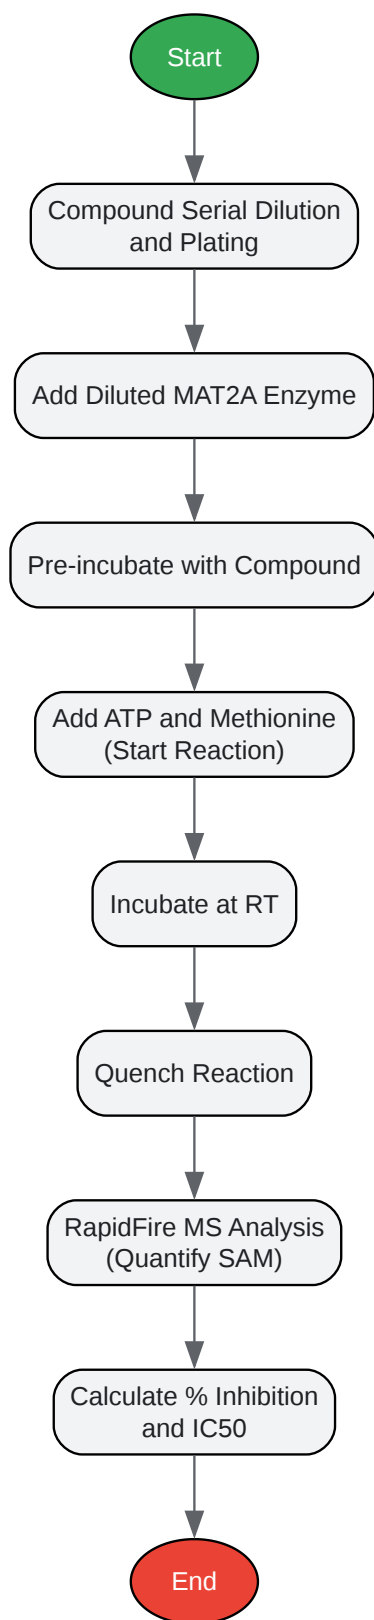 Start
Compound Serial Dilution
and Plating
Add Diluted MAT2A Enzyme
Pre-incubate with Compound
Add ATP and Methionine
(Start Reaction)
Incubate at RT
Quench Reaction
RapidFire MS Analysis
(Quantify SAM)
Calculate % Inhibition
and IC50
End